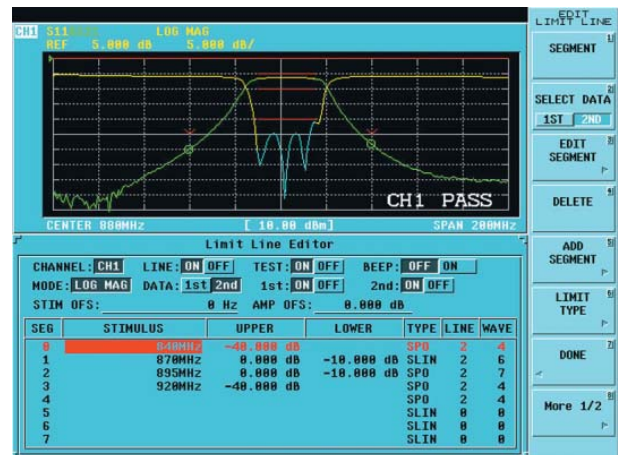 CH1 S11 LOG MAG
REF 5.000 dB 5.000 dB/
CH1 PASS
CENTER 880MHz [ 10.00 dBm] SPAN 200MHz
Limit Line Editor
CHANNEL: CH1 LINE: ON OFF TEST: ON OFF BEEP: OFF ON
MODE: LOG MAG DATA: 1st 2nd 1st: ON OFF 2nd: ON OFF
STIM OFS: 0 Hz AMP OFS: 0.000 dB
SEG STIMULUS UPPER LOWER TYPE LINE WAVE
0 840MHz -40.000 dB SPO 2 4
1 870MHz 0.000 dB -10.000 dB SLIN 2 6
2 895MHz 0.000 dB -10.000 dB SPO 2 7
3 920MHz -40.000 dB SPO 2 4
4 SPO 2 4
5 SLIN 0 0
6 SLIN 0 0
7 SLIN 0 0
EDIT
LIMIT LINE
SEGMENT
SELECT DATA
1ST 2ND
EDIT
SEGMENT
DELETE
ADD
SEGMENT
LIMIT
TYPE
DONE
More 1/2